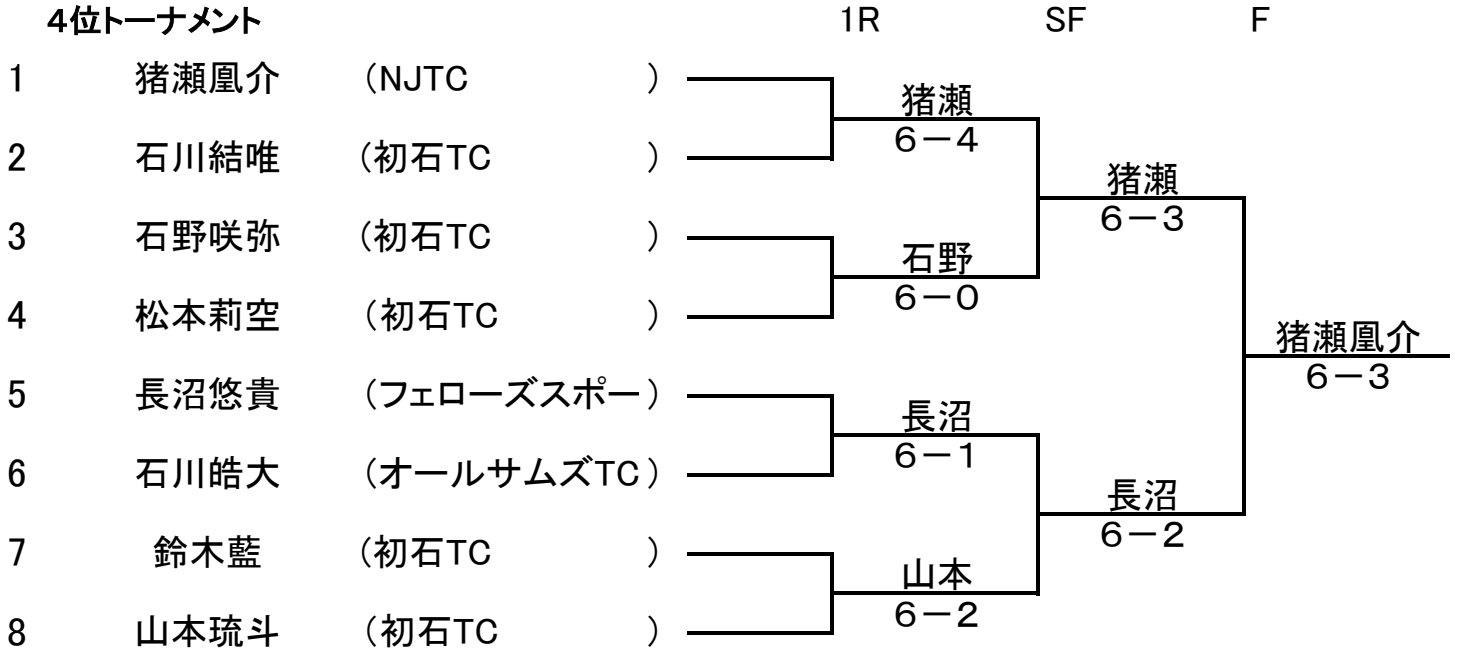 ４位トーナメント 1R SF F
1 猪瀬凰介 (NJTC )
猪瀬
６－４
2 石川結唯 (初石TC )
猪瀬
６－３
3 石野咲弥 (初石TC )
石野
６－０
4 松本莉空 (初石TC )
猪瀬凰介
６－３
5 長沼悠貴 (フェローズスポー)
長沼
６－１
6 石川皓大 (オールサムズTC)
長沼
６－２
7 鈴木藍 (初石TC )
山本
６－２
8 山本琉斗 (初石TC )